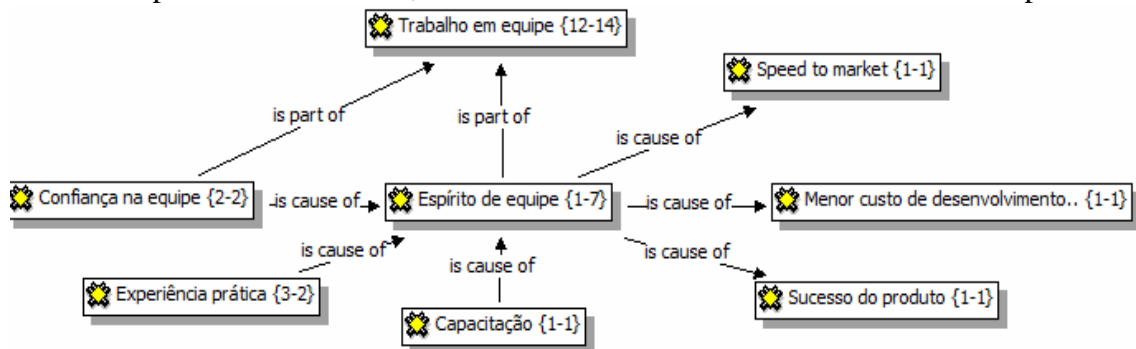 Trabalho em equipe {12-14}
Speed to market {1-1}
is part of
is part of
is cause of
Confiança na equipe {2-2}
is cause of
Espírito de equipe {1-7}
is cause of
Menor custo de desenvolvimento.. {1-1}
is cause of
is cause of
is cause of
Experiência prática {3-2}
Sucesso do produto {1-1}
Capacitação {1-1}